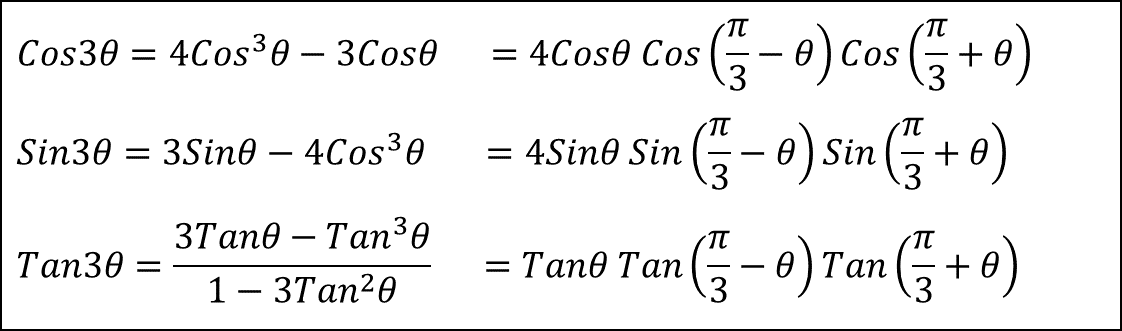 Cos3θ = 4Cos³θ − 3Cosθ = 4Cosθ Cos(π/3 − θ) Cos(π/3 + θ)
Sin3θ = 3Sinθ − 4Cos³θ = 4Sinθ Sin(π/3 − θ) Sin(π/3 + θ)
Tan3θ = (3Tanθ − Tan³θ)/(1 − 3Tan²θ) = Tanθ Tan(π/3 − θ) Tan(π/3 + θ)